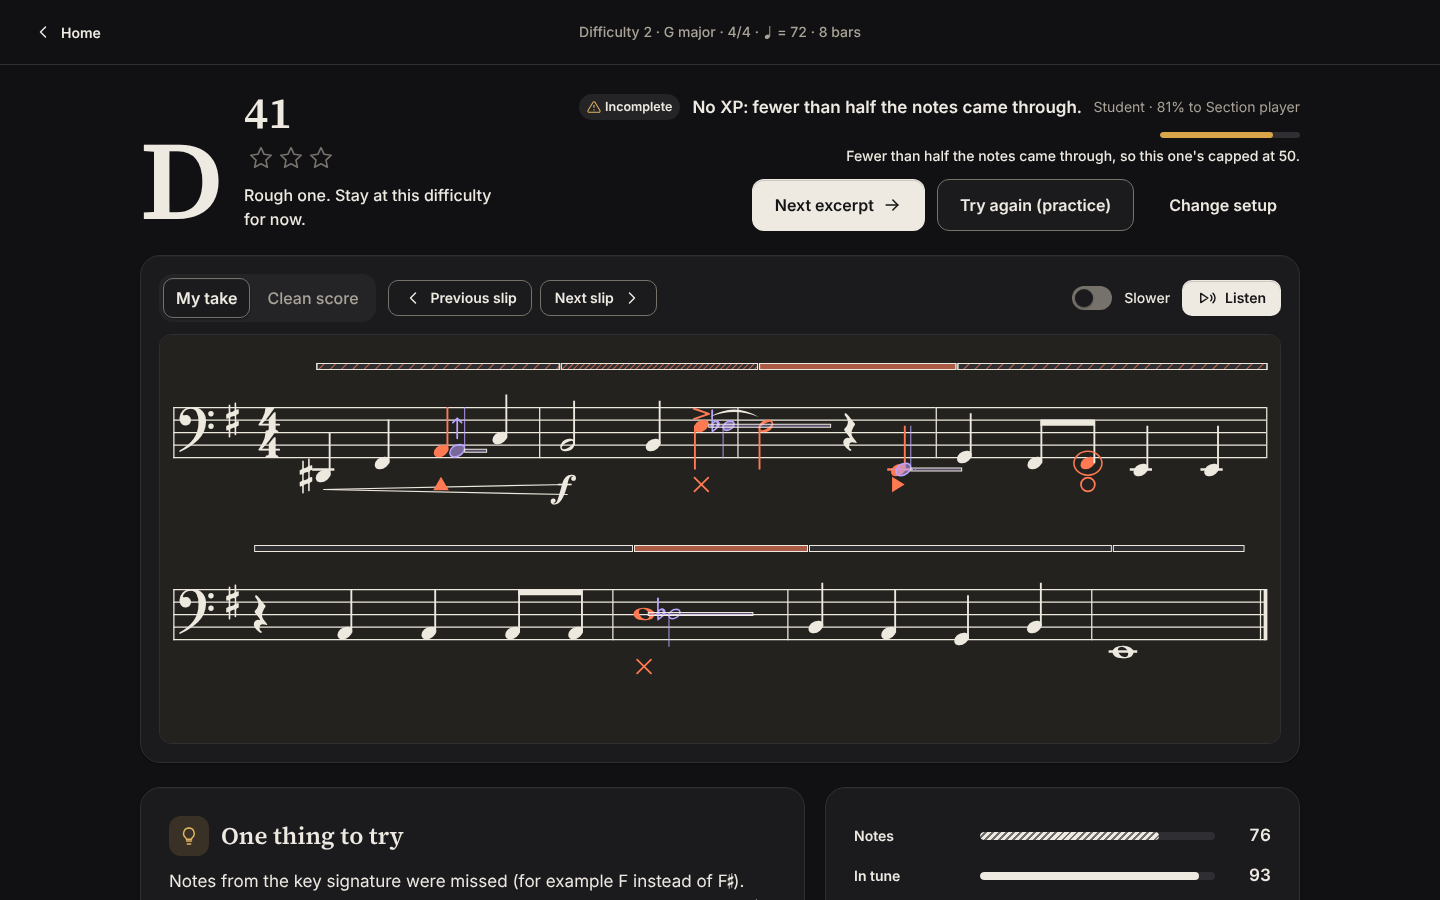 Home
Difficulty 2 · G major · 4/4 · ♩ = 72 · 8 bars
D
41
Rough one. Stay at this difficulty
for now.
Incomplete
No XP: fewer than half the notes came through.
Student · 81% to Section player
Fewer than half the notes came through, so this one's capped at 50.
Next excerpt
Try again (practice)
Change setup
My take
Clean score
Previous slip
Next slip
Slower
Listen
4
4
f
One thing to try
Notes from the key signature were missed (for example F instead of F♯).
Notes 76
In tune 93